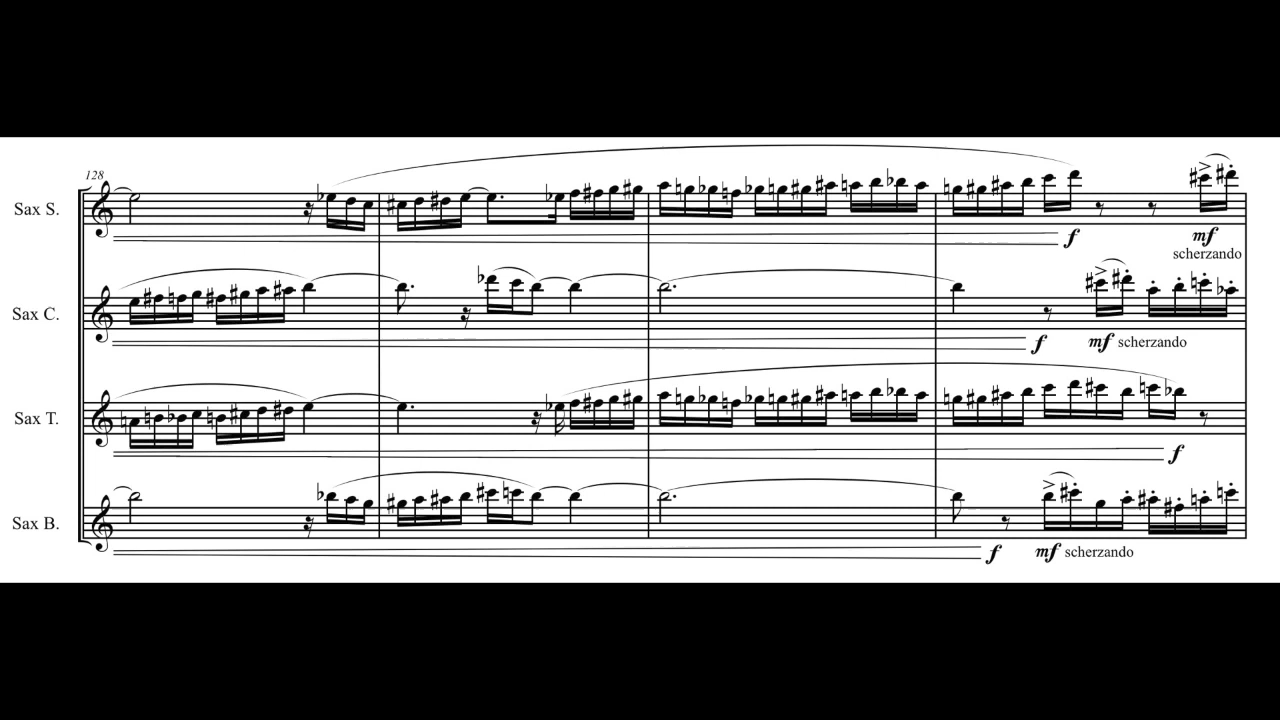 128
Sax S.
f mf
scherzando
Sax C.
f mf scherzando
Sax T.
f
Sax B.
f mf scherzando